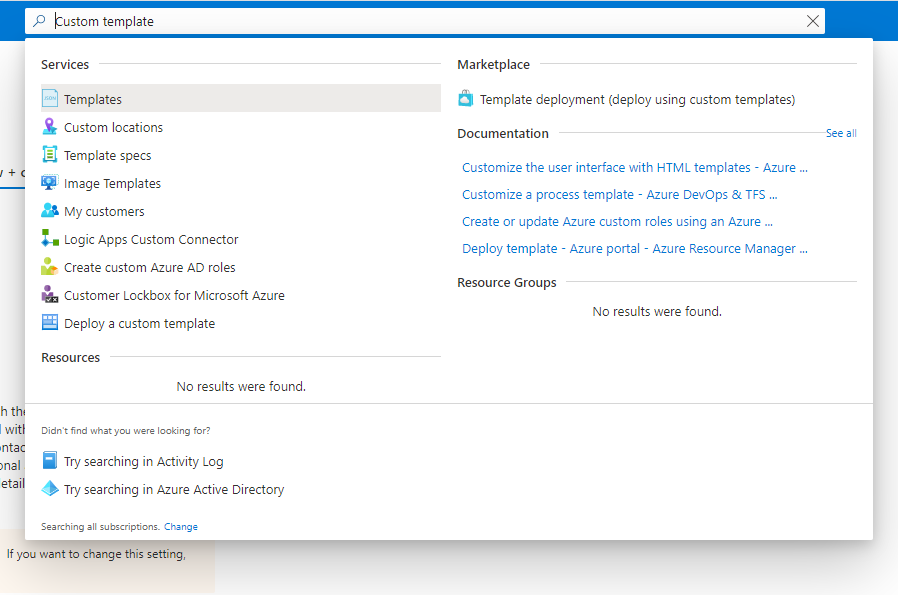 Custom template
Services
Templates
Custom locations
Template specs
Image Templates
My customers
Logic Apps Custom Connector
Create custom Azure AD roles
Customer Lockbox for Microsoft Azure
Deploy a custom template
Resources
No results were found.
Marketplace
Template deployment (deploy using custom templates)
Documentation
See all
Customize the user interface with HTML templates - Azure ...
Customize a process template - Azure DevOps & TFS ...
Create or update Azure custom roles using an Azure ...
Deploy template - Azure portal - Azure Resource Manager ...
Resource Groups
No results were found.
Didn't find what you were looking for?
Try searching in Activity Log
Try searching in Azure Active Directory
Searching all subscriptions. Change
If you want to change this setting,